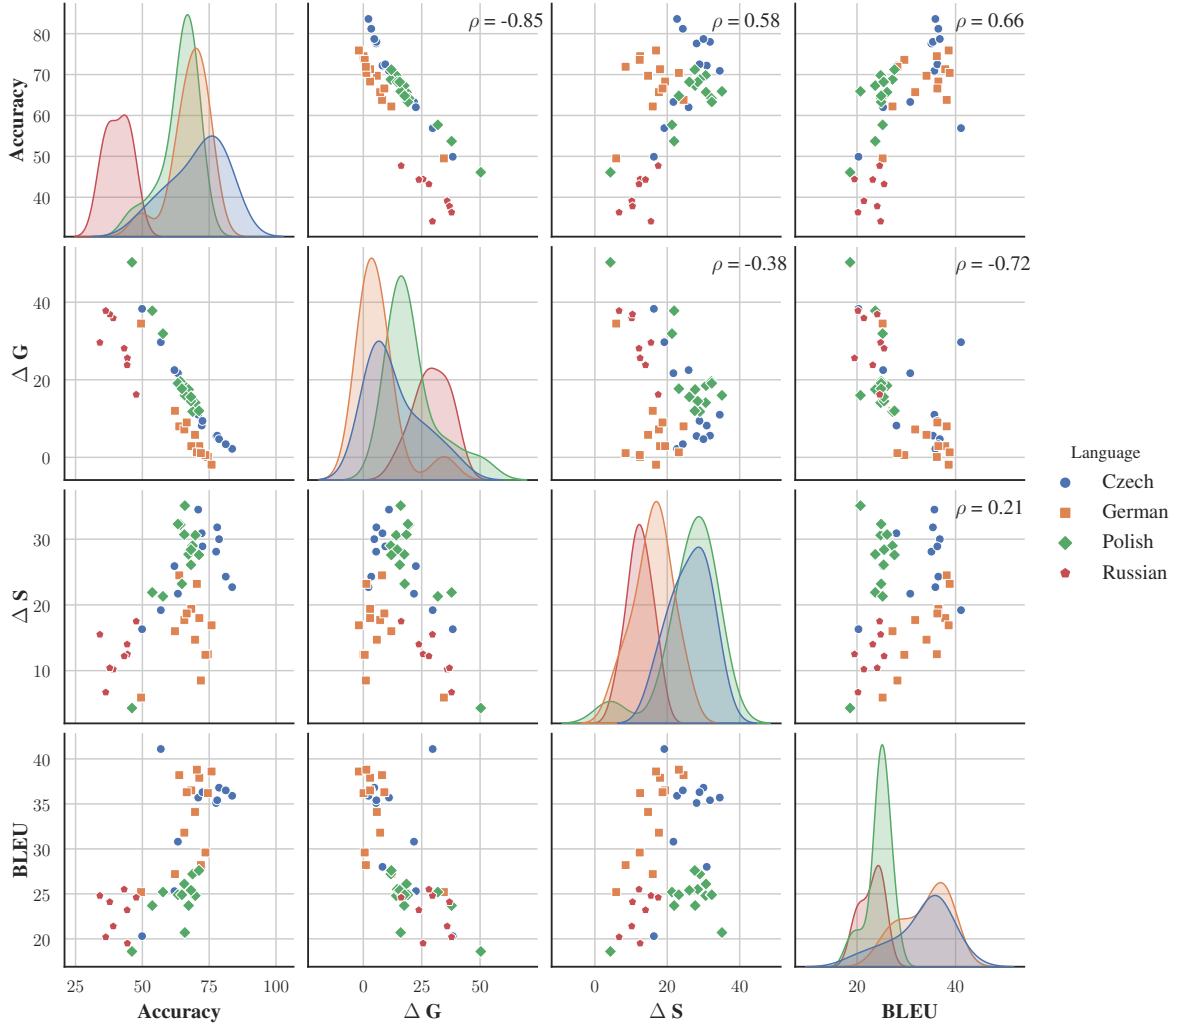 ρ = -0.85
ρ = 0.58
ρ = 0.66
80
70
60
50
40
Accuracy
ρ = -0.38
ρ = -0.72
40
20
0
Δ G
ρ = 0.21
30
20
10
Δ S
40
35
30
25
20
BLEU
25 50 75 100
0 25 50
0 20 40
20 40
Accuracy
Δ G
Δ S
BLEU
Language
Czech
German
Polish
Russian